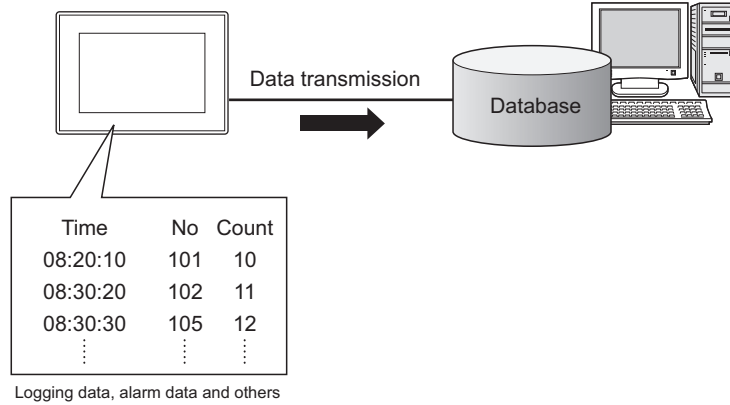 Data transmission
Database
Time No Count
08:20:10 101 10
08:30:20 102 11
08:30:30 105 12
Logging data, alarm data and others